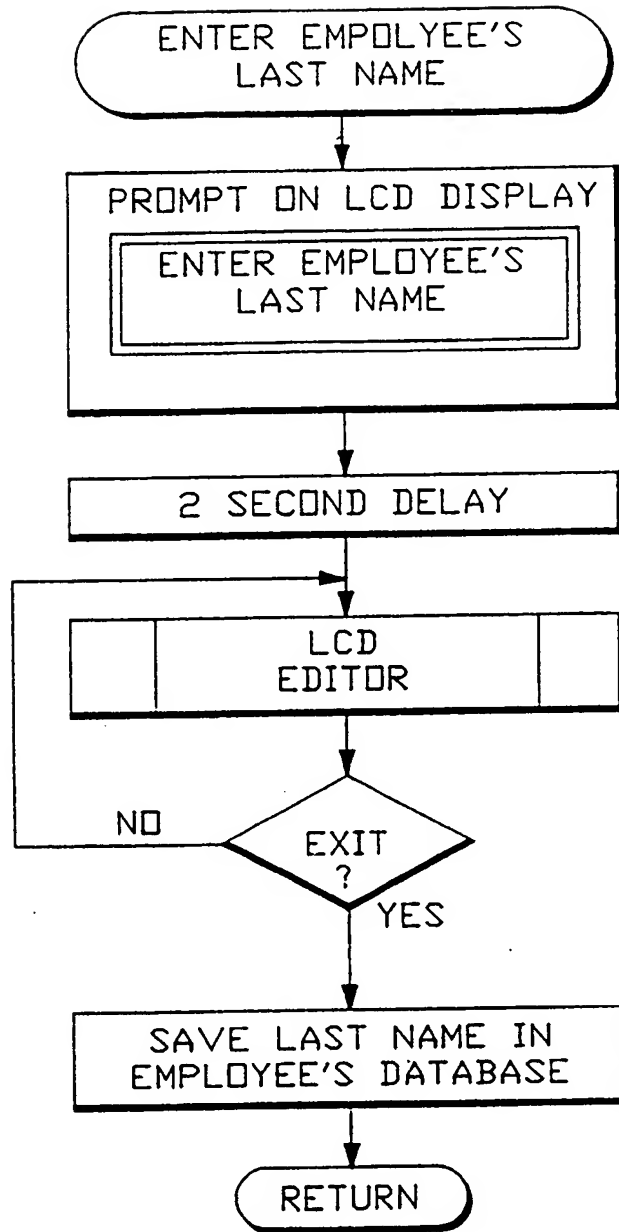 ENTER EMPOLYEE'S
LAST NAME
PROMPT ON LCD DISPLAY
ENTER EMPLOYEE'S
LAST NAME
2 SECOND DELAY
LCD
EDITOR
NO
EXIT
?
YES
SAVE LAST NAME IN
EMPLOYEE'S DATABASE
RETURN